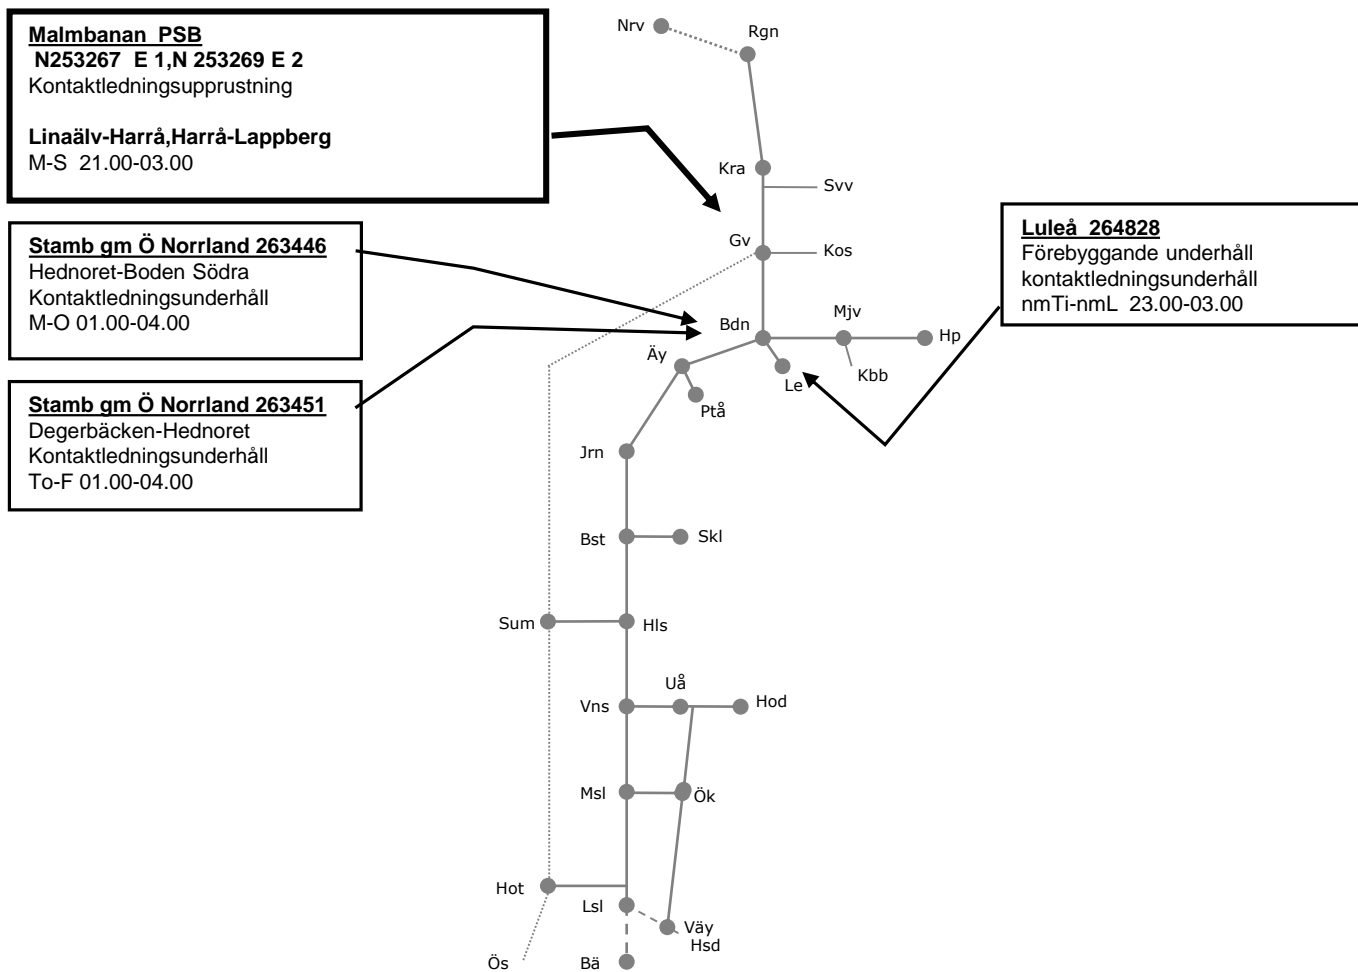 Malmbanan PSB
N253267 E 1,N 253269 E 2
Kontaktledningsupprustning
Linaälv-Harrå,Harrå-Lappberg
M-S 21.00-03.00
Stamb gm Ö Norrland 263446
Hednoret-Boden Södra
Kontaktledningsunderhåll
M-O 01.00-04.00
Stamb gm Ö Norrland 263451
Degerbäcken-Hednoret
Kontaktledningsunderhåll
To-F 01.00-04.00
Luleå 264828
Förebyggande underhåll
kontaktledningsunderhåll
nmTi-nmL 23.00-03.00
Nrv
Rgn
Kra
Svv
Gv
Kos
Bdn
Mjv
Hp
Äy
Le
Kbb
Ptå
Jrn
Bst
Skl
Sum
Hls
Uå
Vns
Hod
Msl
Ök
Hot
Lsl
Väy
Hsd
Ös
Bä